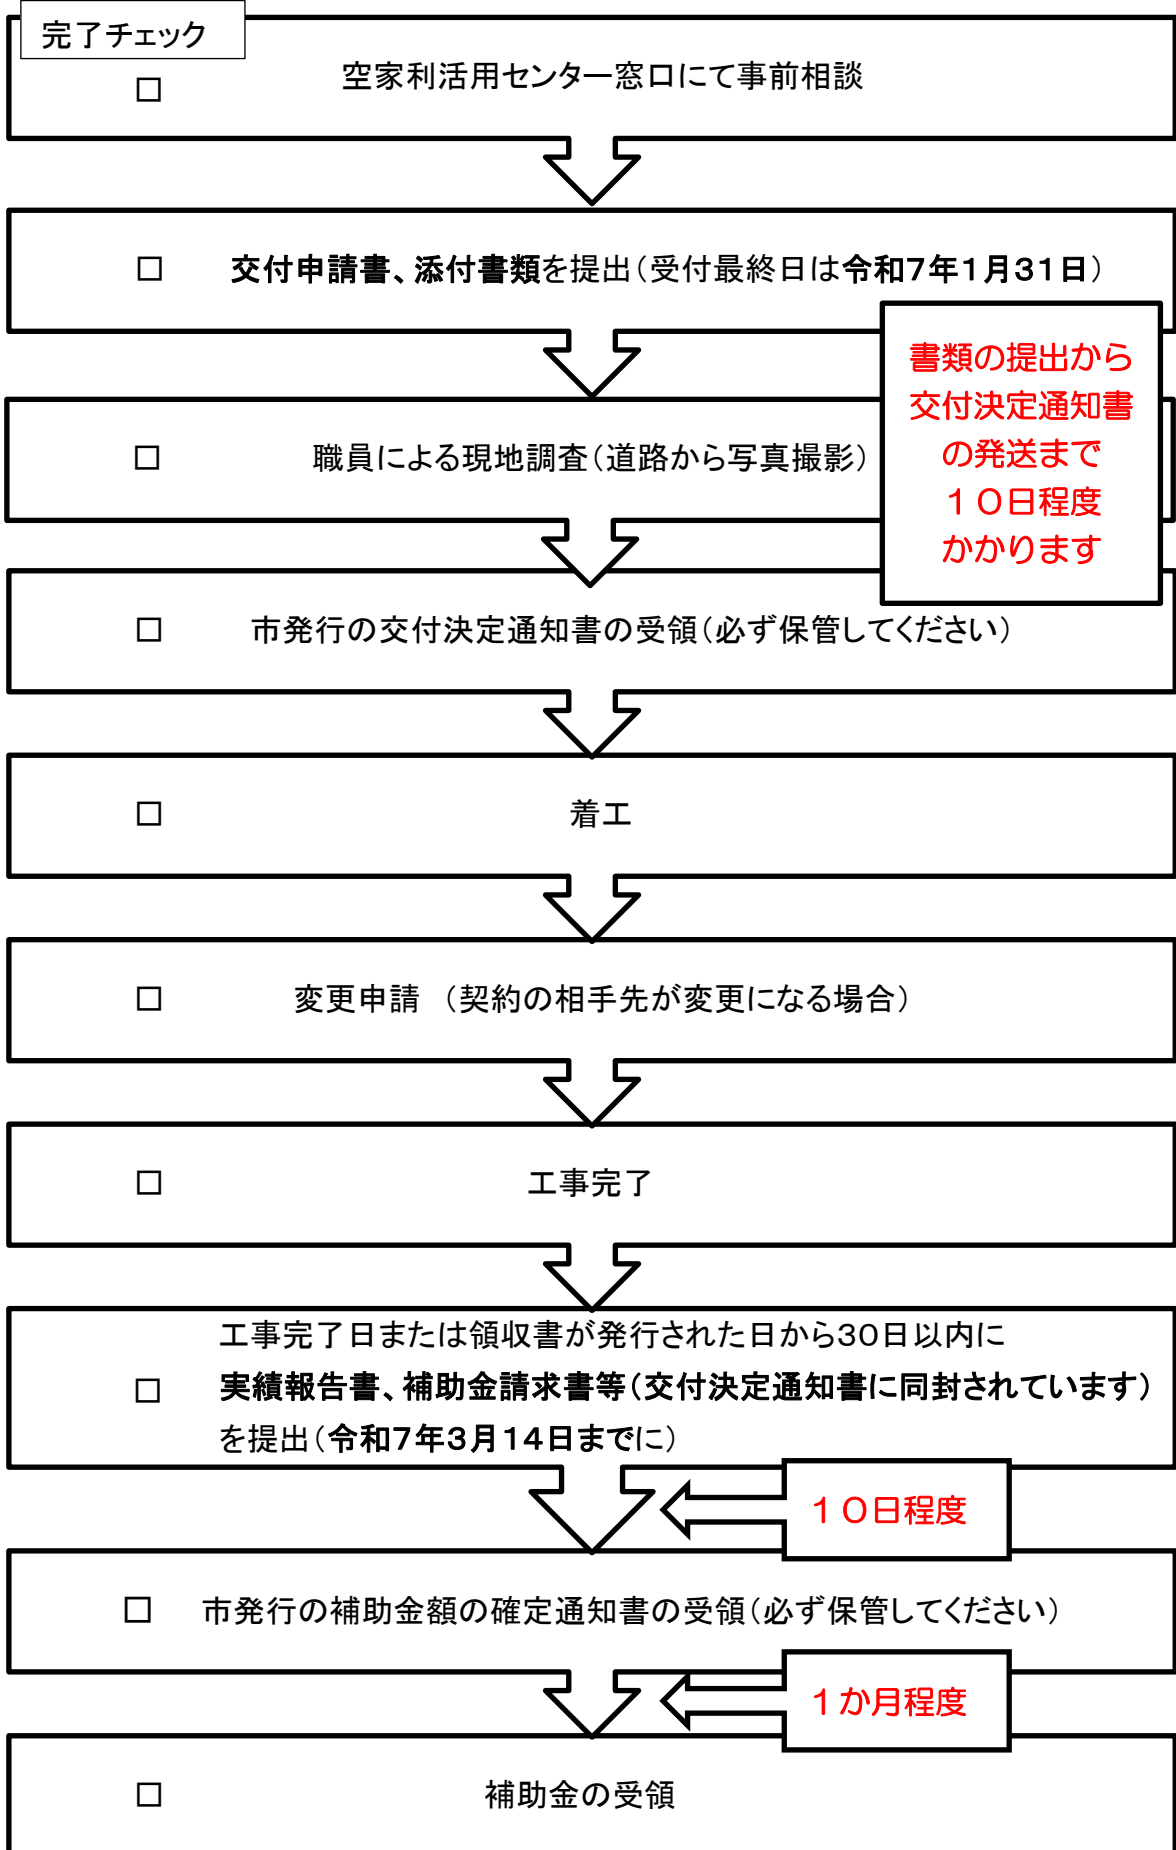 完了チェック
□ 空家利活用センター窓口にて事前相談
□ 交付申請書、添付書類を提出(受付最終日は令和7年1月31日)
書類の提出から
交付決定通知書
の発送まで
10日程度
かかります
□ 職員による現地調査(道路から写真撮影)
□ 市発行の交付決定通知書の受領(必ず保管してください)
□ 着工
□ 変更申請 (契約の相手先が変更になる場合)
□ 工事完了
工事完了日または領収書が発行された日から30日以内に
□ 実績報告書、補助金請求書等(交付決定通知書に同封されています)
を提出(令和7年3月14日までに)
10日程度
□ 市発行の補助金額の確定通知書の受領(必ず保管してください)
1か月程度
□ 補助金の受領